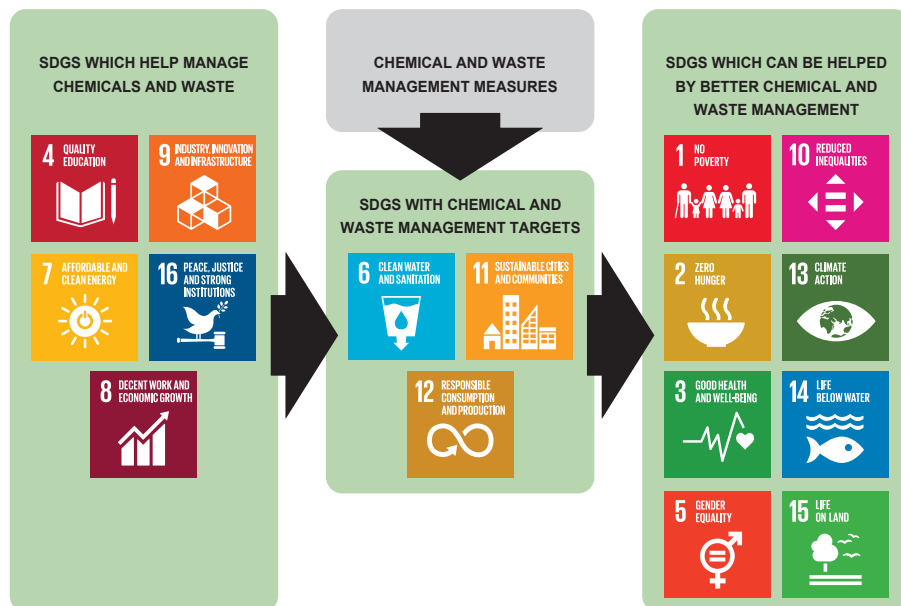 SDGS WHICH HELP MANAGE
CHEMICALS AND WASTE
4 QUALITY
EDUCATION
9 INDUSTRY, INNOVATION
AND INFRASTRUCTURE
7 AFFORDABLE AND
CLEAN ENERGY
16 PEACE, JUSTICE
AND STRONG
INSTITUTIONS
8 DECENT WORK AND
ECONOMIC GROWTH
CHEMICAL AND WASTE
MANAGEMENT MEASURES
SDGS WITH CHEMICAL AND
WASTE MANAGEMENT TARGETS
6 CLEAN WATER
AND SANITATION
11 SUSTAINABLE CITIES
AND COMMUNITIES
12 RESPONSIBLE
CONSUMPTION
AND PRODUCTION
SDGS WHICH CAN BE HELPED
BY BETTER CHEMICAL AND
WASTE MANAGEMENT
1 NO
POVERTY
10 REDUCED
INEQUALITIES
2 ZERO
HUNGER
13 CLIMATE
ACTION
3 GOOD HEALTH
AND WELL-BEING
14 LIFE
BELOW WATER
5 GENDER
EQUALITY
15 LIFE
ON LAND